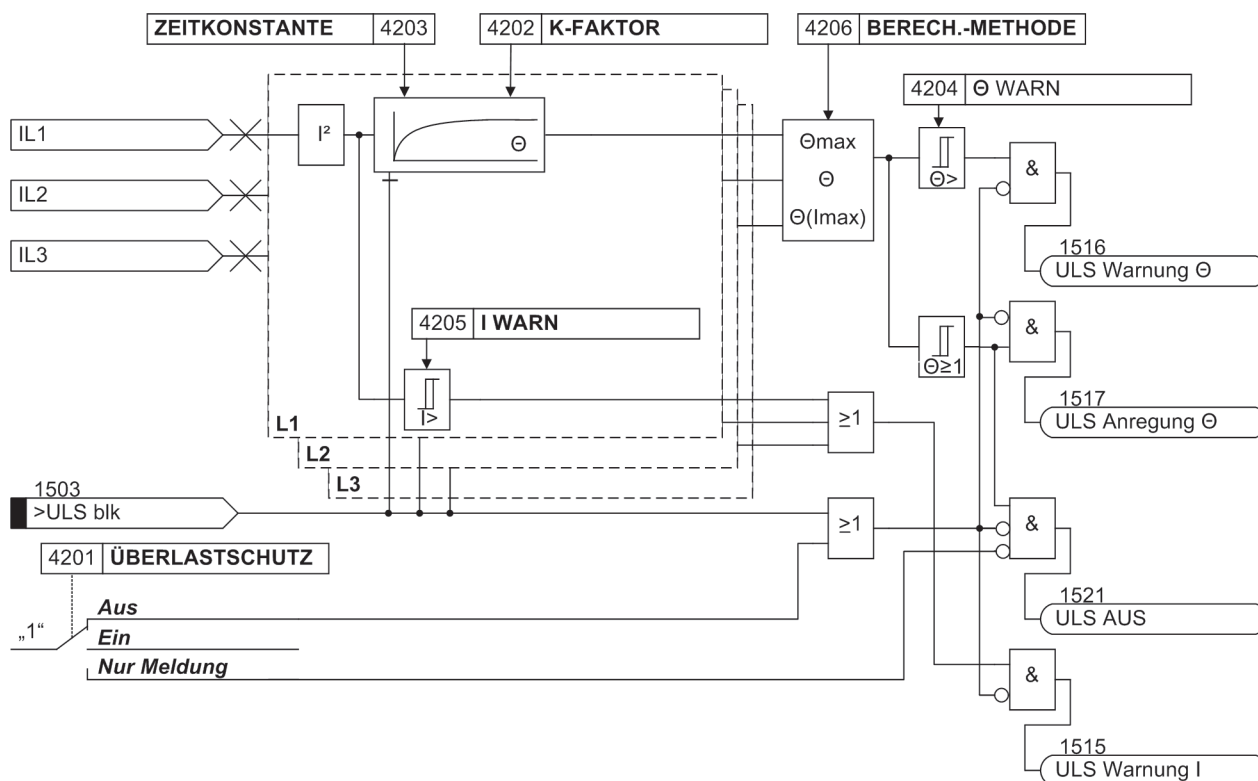 ZEITKONSTANTE 4203
4202 K-FAKTOR
4206 BERECH.-METHODE
4204 Θ WARN
IL1
I²
Θ
Θmax
Θ
Θ(Imax)
Θ>
&
IL2
IL3
1516
ULS Warnung Θ
4205 I WARN
Θ≥1
&
I>
L1
≥1
1517
ULS Anregung Θ
L2
L3
1503
>ULS blk
≥1
&
4201 ÜBERLASTSCHUTZ
Aus
„1“
Ein
Nur Meldung
1521
ULS AUS
&
1515
ULS Warnung I